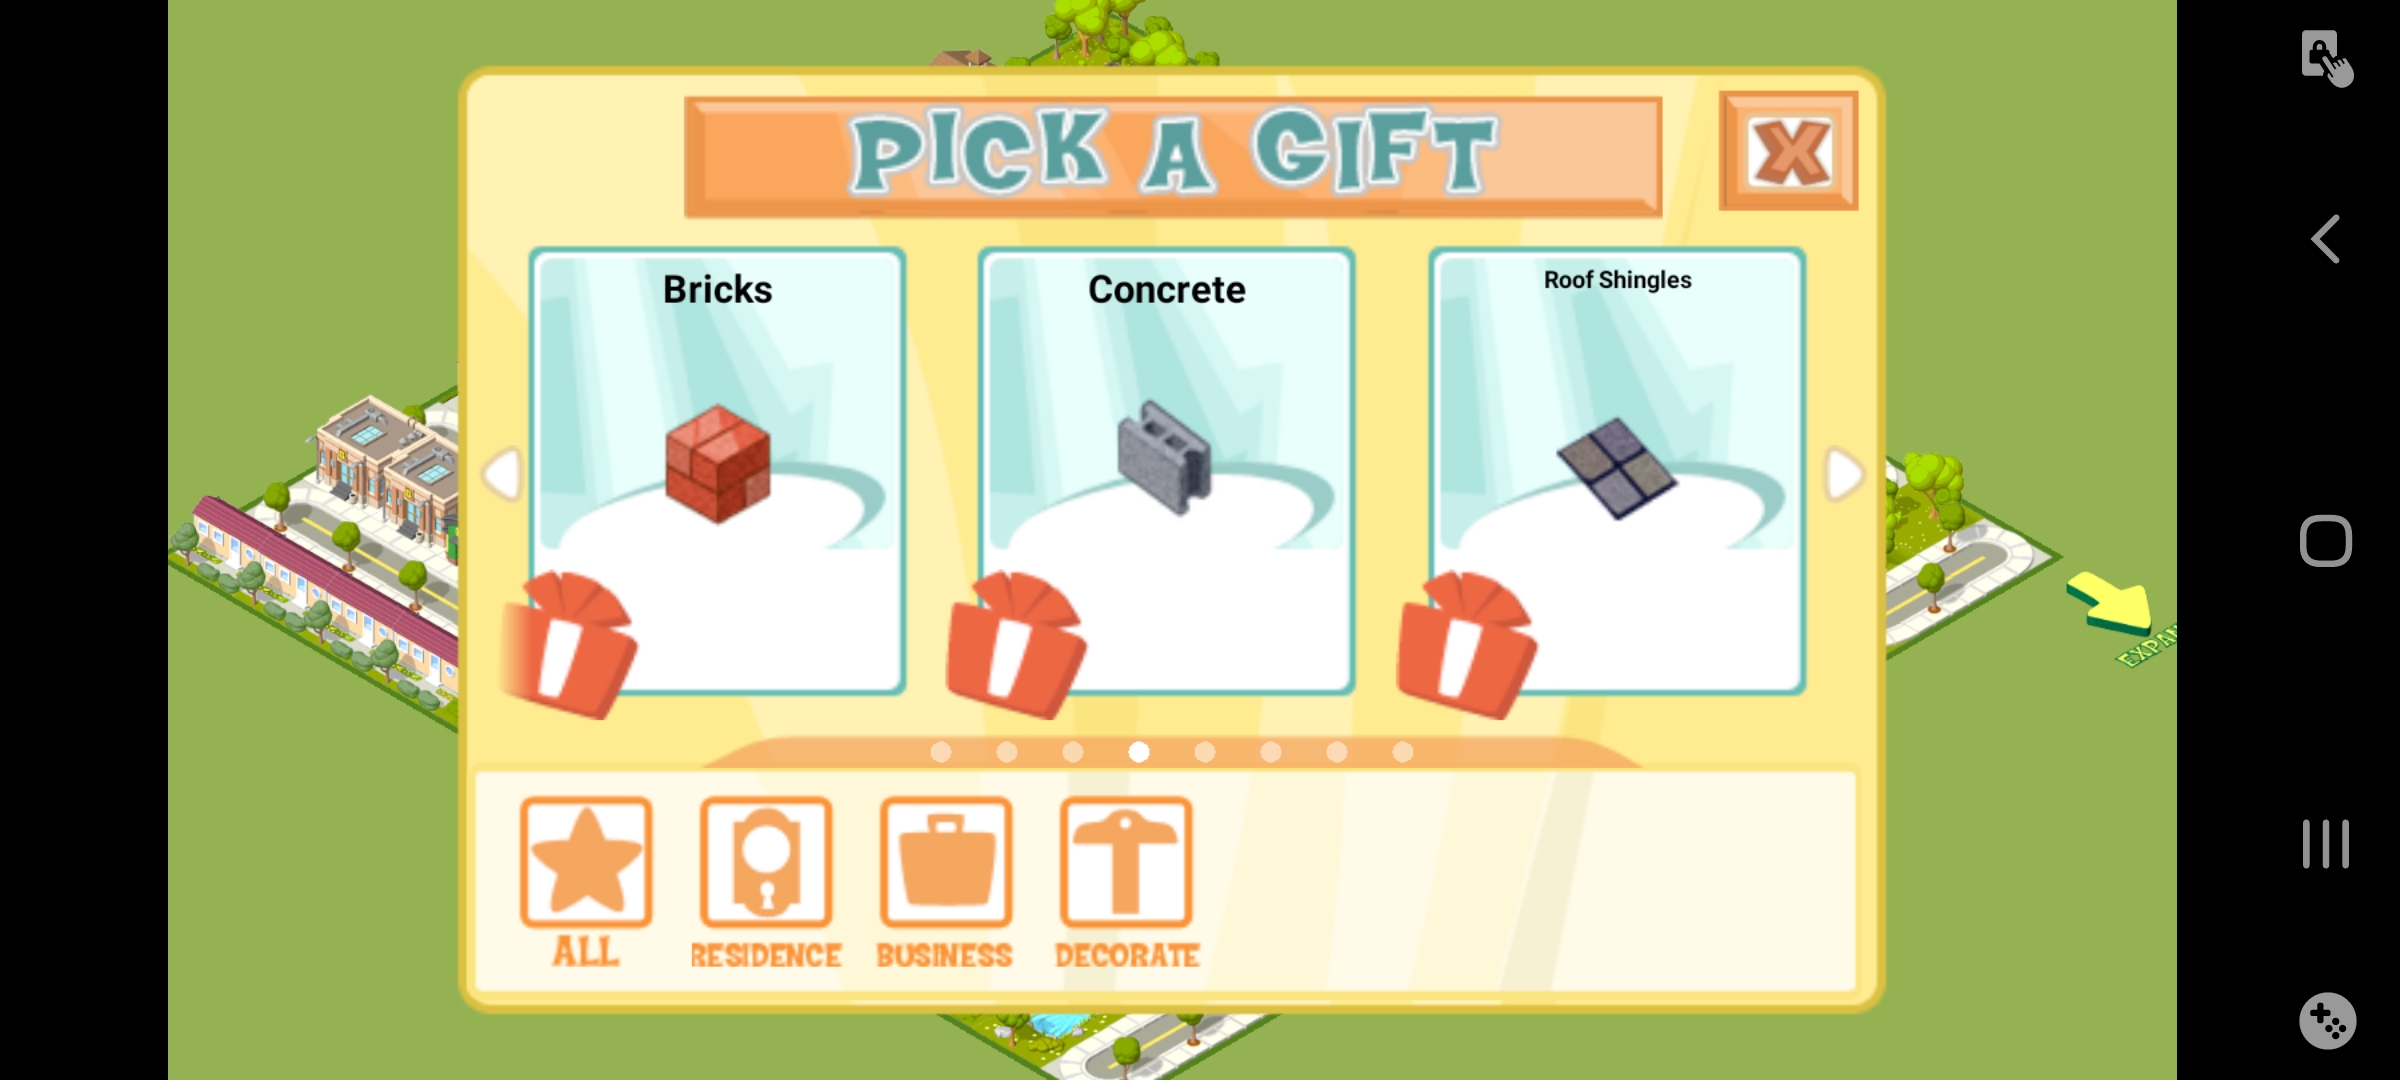 PICK A GIFT
X
Bricks
Concrete
Roof Shingles
ALL
RESIDENCE
BUSINESS
DECORATE